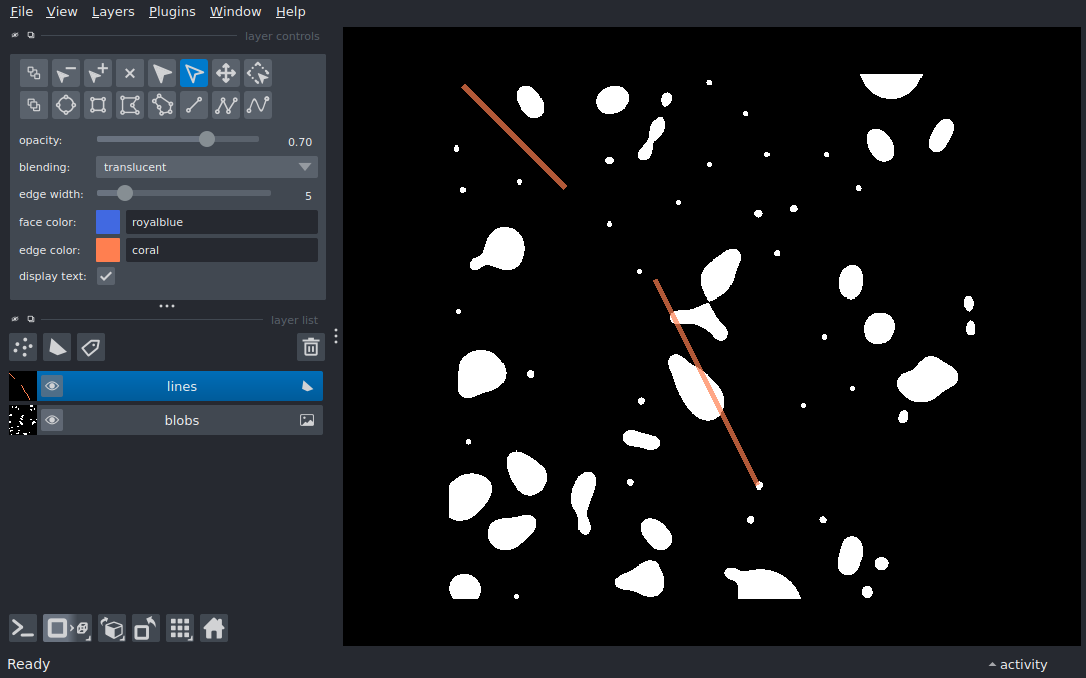 File View Layers Plugins Window Help
layer controls
opacity: 0.70
blending: translucent
edge width: 5
face color: royalblue
edge color: coral
display text:
layer list
lines
blobs
Ready activity